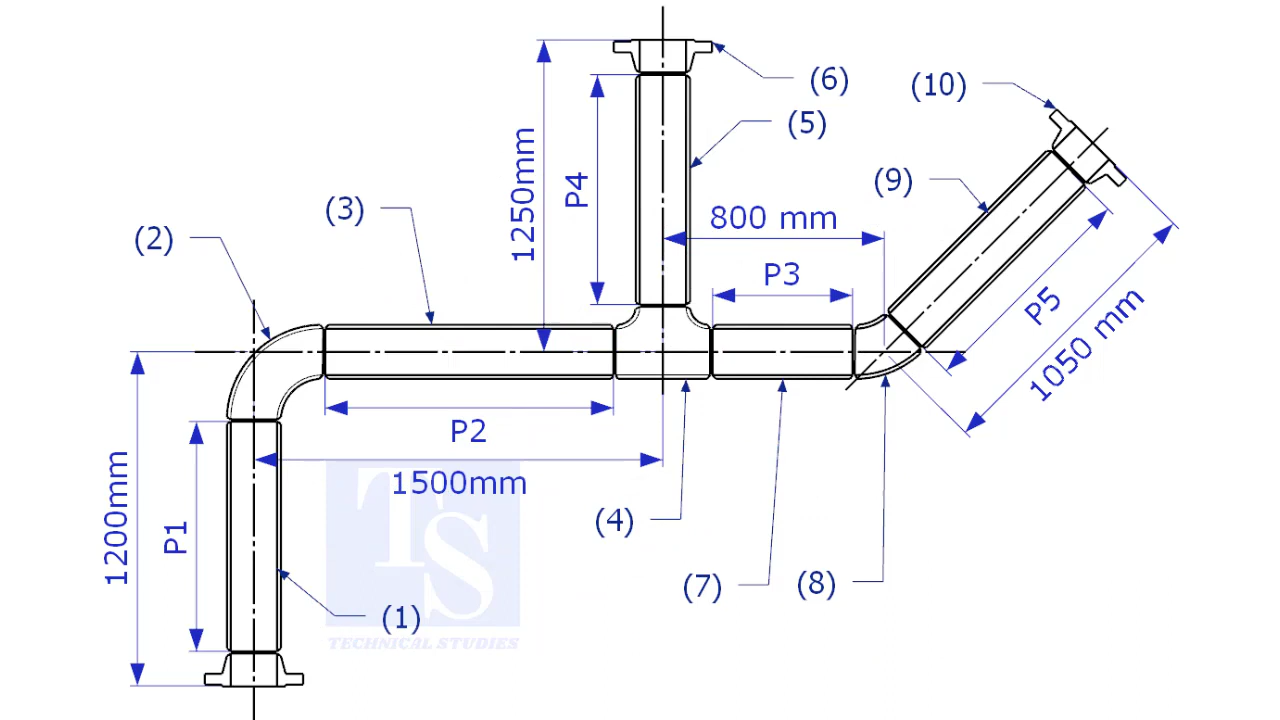 (6)
(10)
(5)
1250mm
P4
(9)
(3)
800 mm
(2)
P3
P5
1050 mm
P2
1500mm
1200mm
P1
(4)
TS
(7)
(8)
(1)
TECHNICAL STUDIES